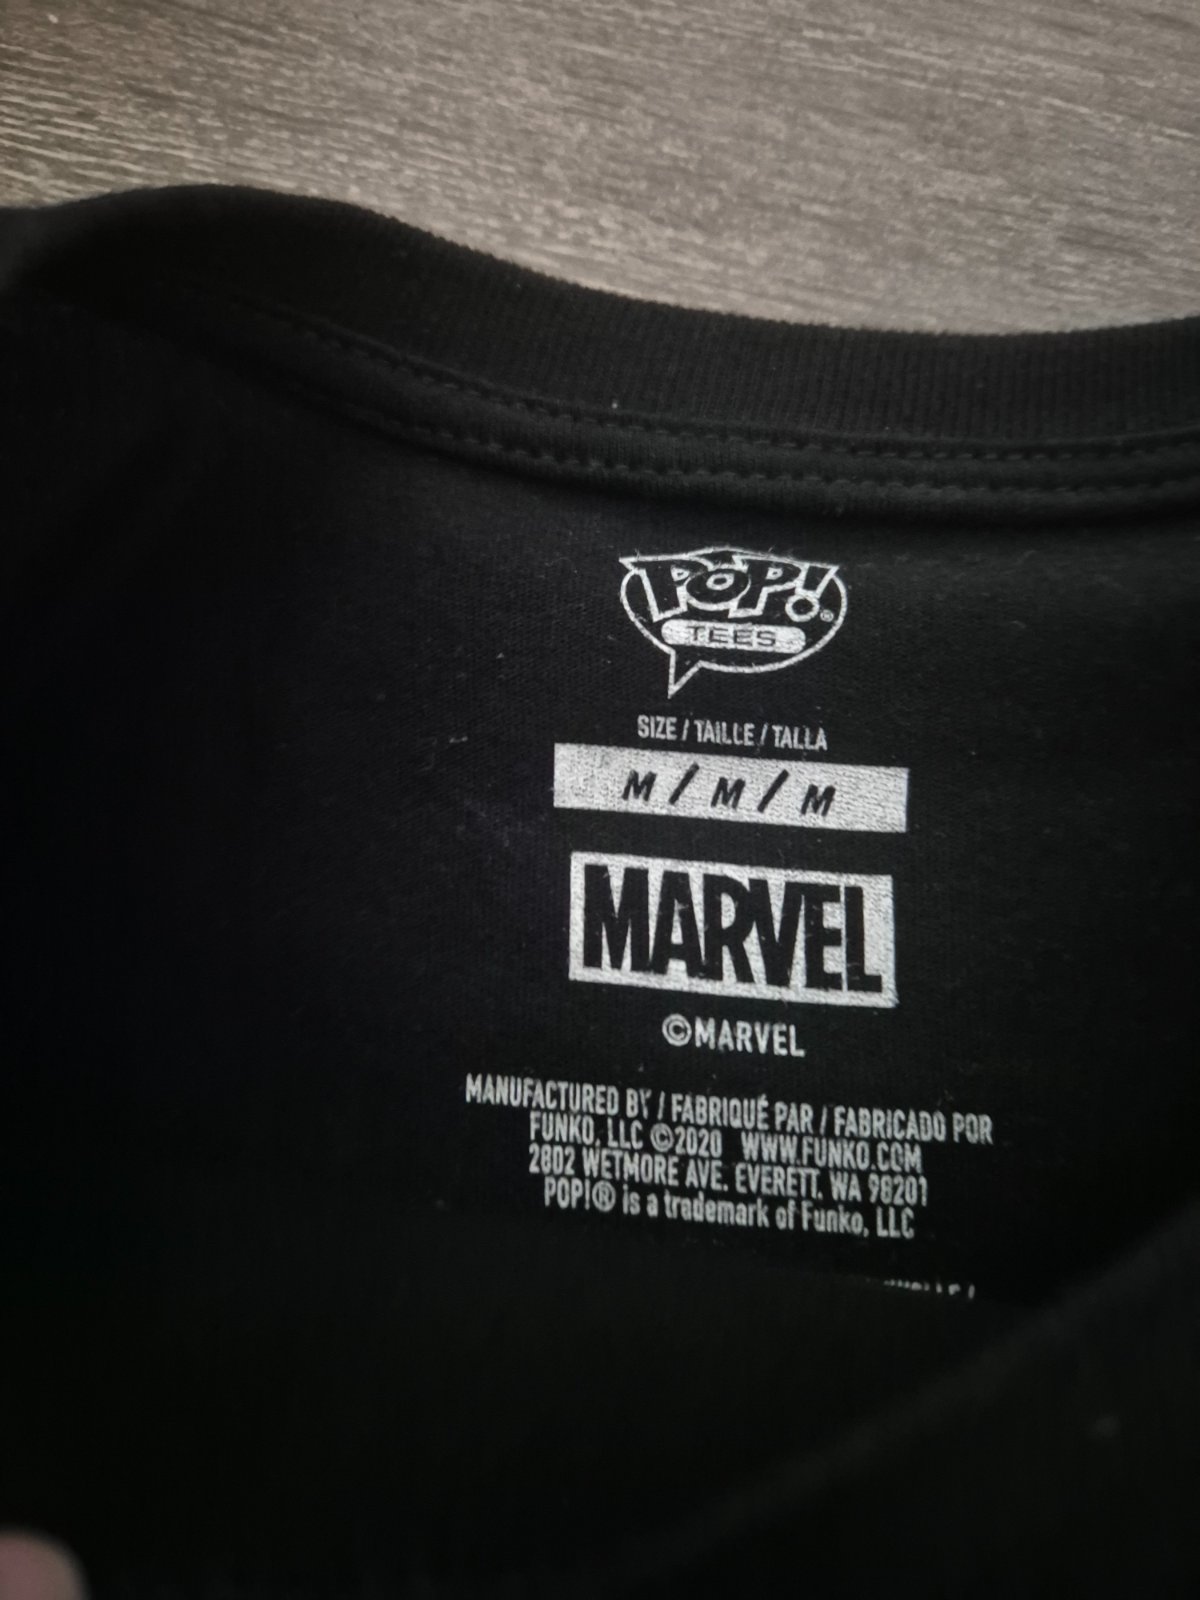 POP!®
TEES
SIZE / TAILLE / TALLA
M / M / M
MARVEL
©MARVEL
MANUFACTURED BY / FABRIQUÉ PAR / FABRICADO POR
FUNKO, LLC ©2020 WWW.FUNKO.COM
2802 WETMORE AVE. EVERETT, WA 98201
POP!® is a trademark of Funko, LLC